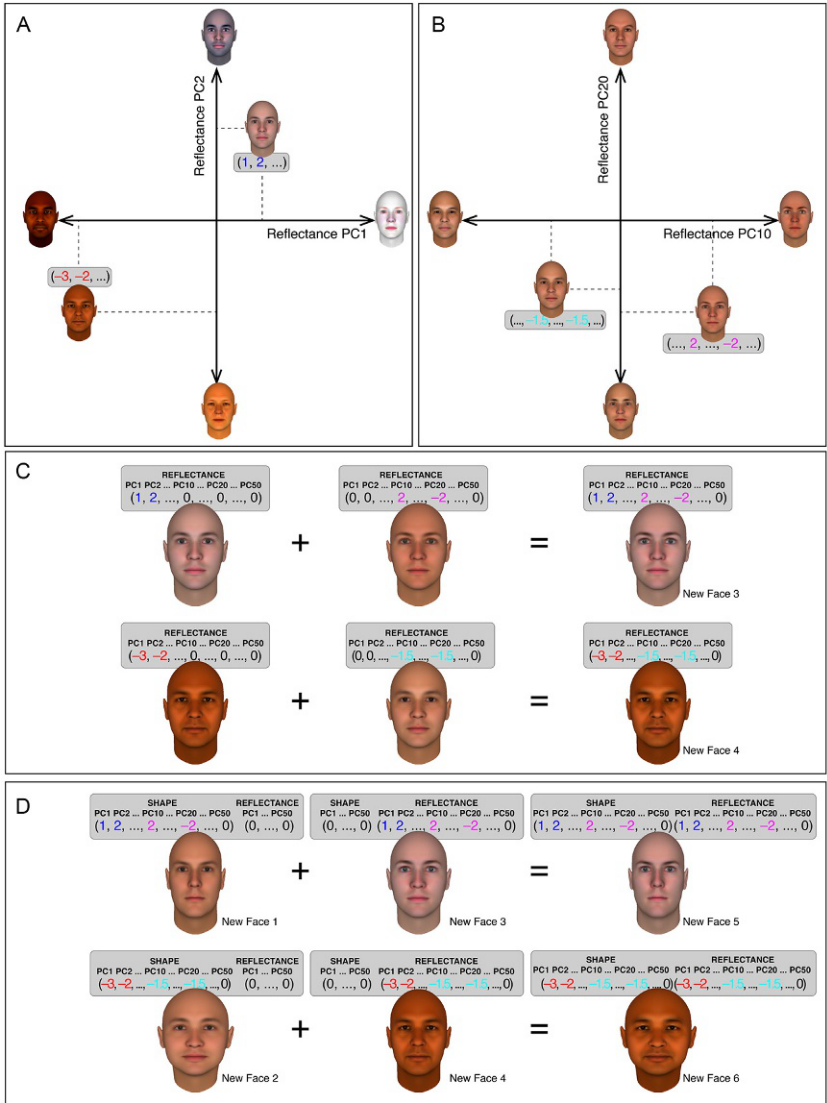 A
Reflectance PC2
(1, 2, ...)
Reflectance PC1
(−3, −2, ...)
B
Reflectance PC20
Reflectance PC10
(..., −1.5, ..., −1.5, ...)
(..., 2, ..., −2, ...)
C
REFLECTANCE
PC1 PC2 ... PC10 ... PC20 ... PC50
(1, 2, ..., 0, ..., 0, ..., 0)
+
REFLECTANCE
PC1 PC2 ... PC10 ... PC20 ... PC50
(0, 0, ..., 2, ..., −2, ..., 0)
=
REFLECTANCE
PC1 PC2 ... PC10 ... PC20 ... PC50
(1, 2, ..., 2, ..., −2, ..., 0)
New Face 3
REFLECTANCE
PC1 PC2 ... PC10 ... PC20 ... PC50
(−3, −2, ..., 0, ..., 0, ..., 0)
+
REFLECTANCE
PC1 PC2 ... PC10 ... PC20 ... PC50
(0, 0, ..., −1.5, ..., −1.5, ..., 0)
=
REFLECTANCE
PC1 PC2 ... PC10 ... PC20 ... PC50
(−3, −2, ..., −1.5, ..., −1.5, ..., 0)
New Face 4
D
SHAPE REFLECTANCE
PC1 PC2 ... PC10 ... PC20 ... PC50 PC1 ... PC50
(1, 2, ..., 2, ..., −2, ..., 0) (0, ..., 0)
New Face 1
+
SHAPE REFLECTANCE
PC1 ... PC50 PC1 PC2 ... PC10 ... PC20 ... PC50
(0, ..., 0) (1, 2, ..., 2, ..., −2, ..., 0)
New Face 3
=
SHAPE REFLECTANCE
PC1 PC2 ... PC10 ... PC20 ... PC50 PC1 PC2 ... PC10 ... PC20 ... PC50
(1, 2, ..., 2, ..., −2, ..., 0) (1, 2, ..., 2, ..., −2, ..., 0)
New Face 5
SHAPE REFLECTANCE
PC1 PC2 ... PC10 ... PC20 ... PC50 PC1 ... PC50
(−3, −2, ..., −1.5, ..., −1.5, ..., 0) (0, ..., 0)
New Face 2
+
SHAPE REFLECTANCE
PC1 ... PC50 PC1 PC2 ... PC10 ... PC20 ... PC50
(0, ..., 0) (−3, −2, ..., −1.5, ..., −1.5, ..., 0)
New Face 4
=
SHAPE REFLECTANCE
PC1 PC2 ... PC10 ... PC20 ... PC50 PC1 PC2 ... PC10 ... PC20 ... PC50
(−3, −2, ..., −1.5, ..., −1.5, ..., 0) (−3, −2, ..., −1.5, ..., −1.5, ..., 0)
New Face 6